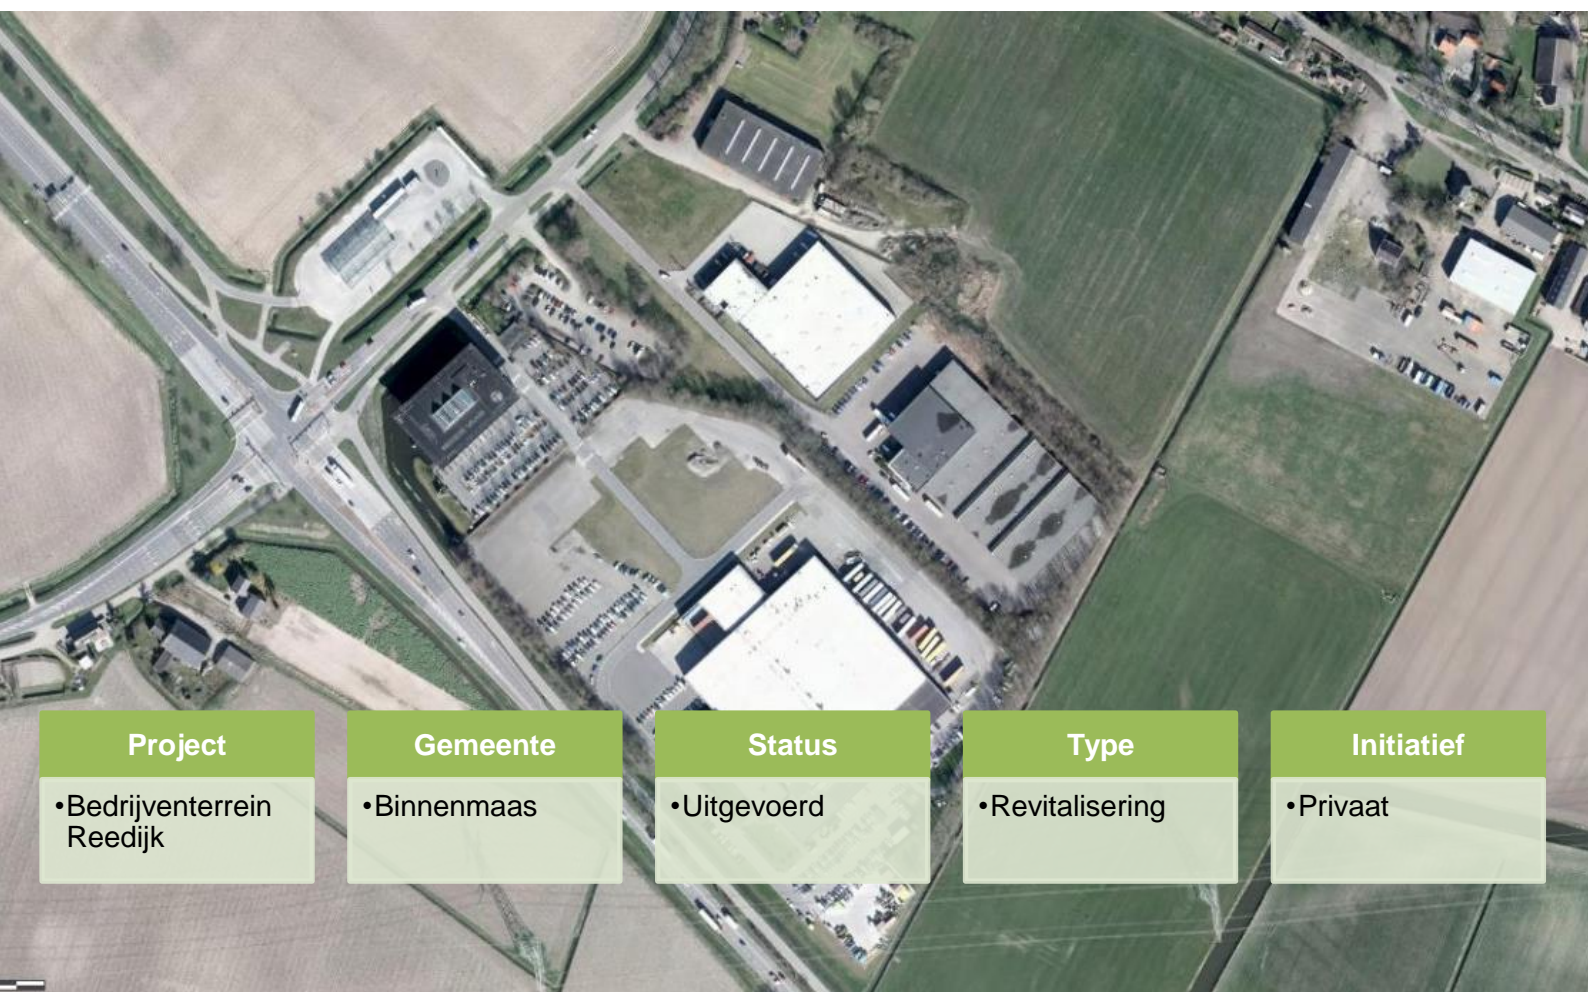 Project
•Bedrijventerrein
Reedijk
Gemeente
•Binnenmaas
Status
•Uitgevoerd
Type
•Revitalisering
Initiatief
•Privaat